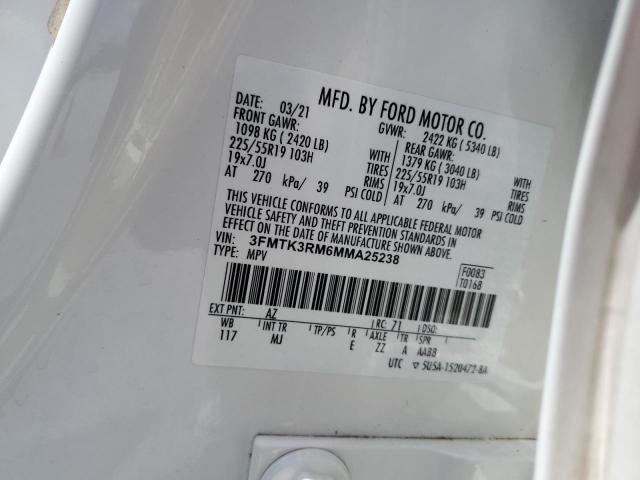 MFD. BY FORD MOTOR CO.
DATE: 03/21 GVWR: 2422 KG ( 5340 LB)
FRONT GAWR: REAR GAWR:
1098 KG ( 2420 LB) WITH 1379 KG ( 3040 LB) WITH
225/55R19 103H TIRES 225/55R19 103H TIRES
19x7.0J RIMS 19x7.0J RIMS
AT 270 kPa/ 39 PSI COLD AT 270 kPa/ 39 PSI COLD
THIS VEHICLE CONFORMS TO ALL APPLICABLE FEDERAL MOTOR
VEHICLE SAFETY AND THEFT PREVENTION STANDARDS IN
EFFECT ON THE DATE OF MANUFACTURE SHOWN ABOVE.
VIN: 3FMTK3RM6MMA25238
TYPE: MPV
F0083
T0168
EXT PNT: AZ RC: 71 DSO:
WB INT TR TP/PS R AXLE TR SPR
117 MJ E ZZ A AABB
UTC ▽ 5U5A-1520472-BA